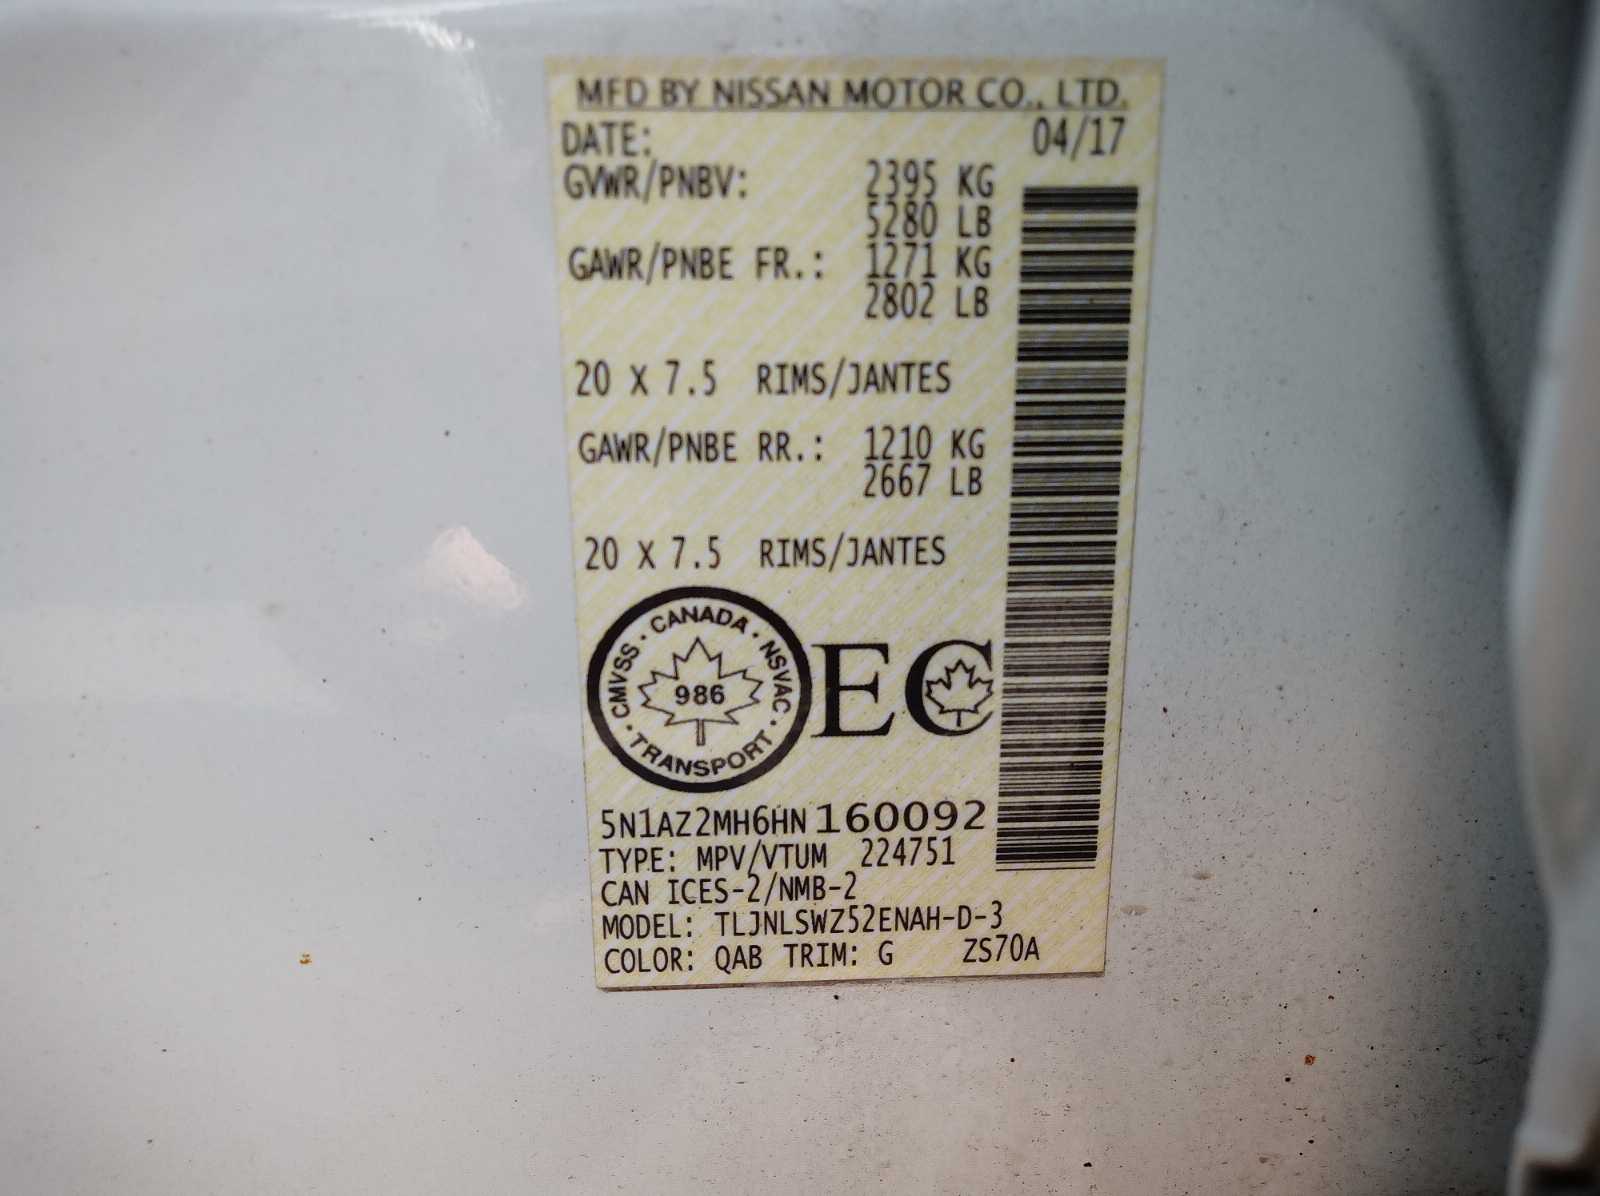 MFD BY NISSAN MOTOR CO., LTD.
DATE: 04/17
GVWR/PNBV: 2395 KG
5280 LB
GAWR/PNBE FR.: 1271 KG
2802 LB
20 X 7.5 RIMS/JANTES
GAWR/PNBE RR.: 1210 KG
2667 LB
20 X 7.5 RIMS/JANTES
CMVSS · CANADA · NSVAC · TRANSPORT ·
986
EC
5N1AZ2MH6HN160092
TYPE: MPV/VTUM 224751
CAN ICES-2/NMB-2
MODEL: TLJNLSWZ52ENAH-D-3
COLOR: QAB TRIM: G ZS70A